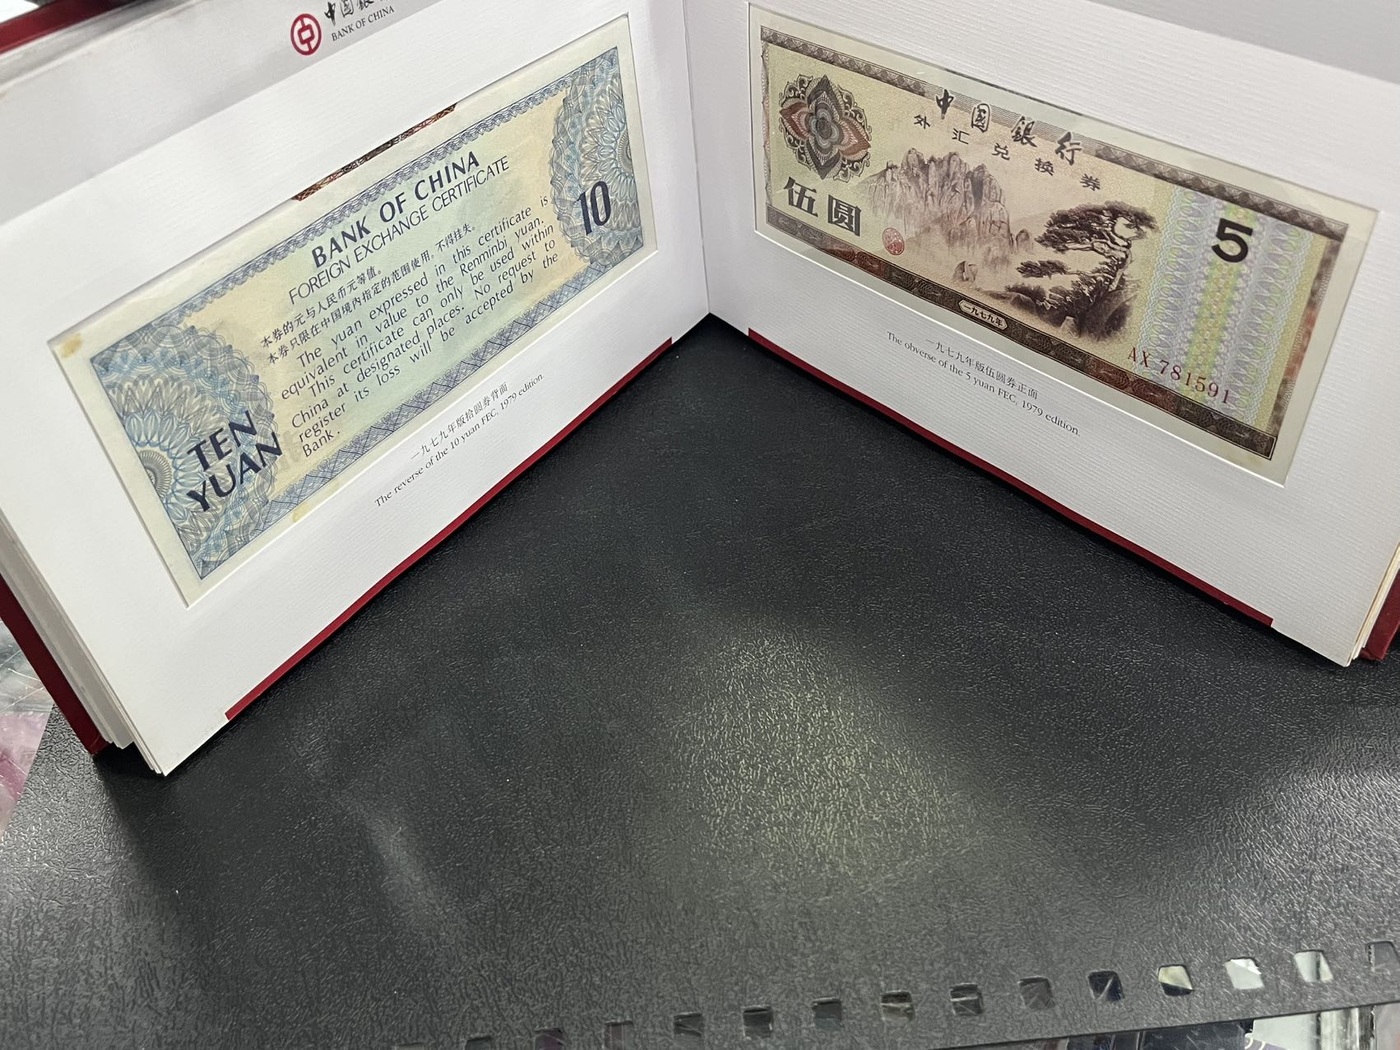 中国银
BANK OF CHINA
BANK OF CHINA
FOREIGN EXCHANGE CERTIFICATE
10
本券的元与人民币元等值。
本券只限在中国境内指定的范围使用，不得挂失。
The yuan expressed in this certificate is
equivalent in value to the Renminbi yuan.
This certificate can only be used within
China at designated places. No request to
register its loss will be accepted by the
Bank.
TEN
YUAN
一九七九年版拾圆券背面
The reverse of the 10 yuan FEC, 1979 edition
中国银行
外汇兑换券
伍圆
5
一九七九年
AX 781591
一九七九年版伍圆券正面
The obverse of the 5 yuan FEC, 1979 edition.